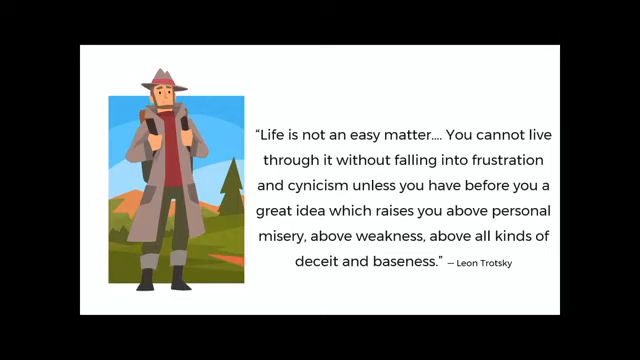 “Life is not an easy matter.... You cannot live
through it without falling into frustration
and cynicism unless you have before you a
great idea which raises you above personal
misery, above weakness, above all kinds of
deceit and baseness.” — Leon Trotsky